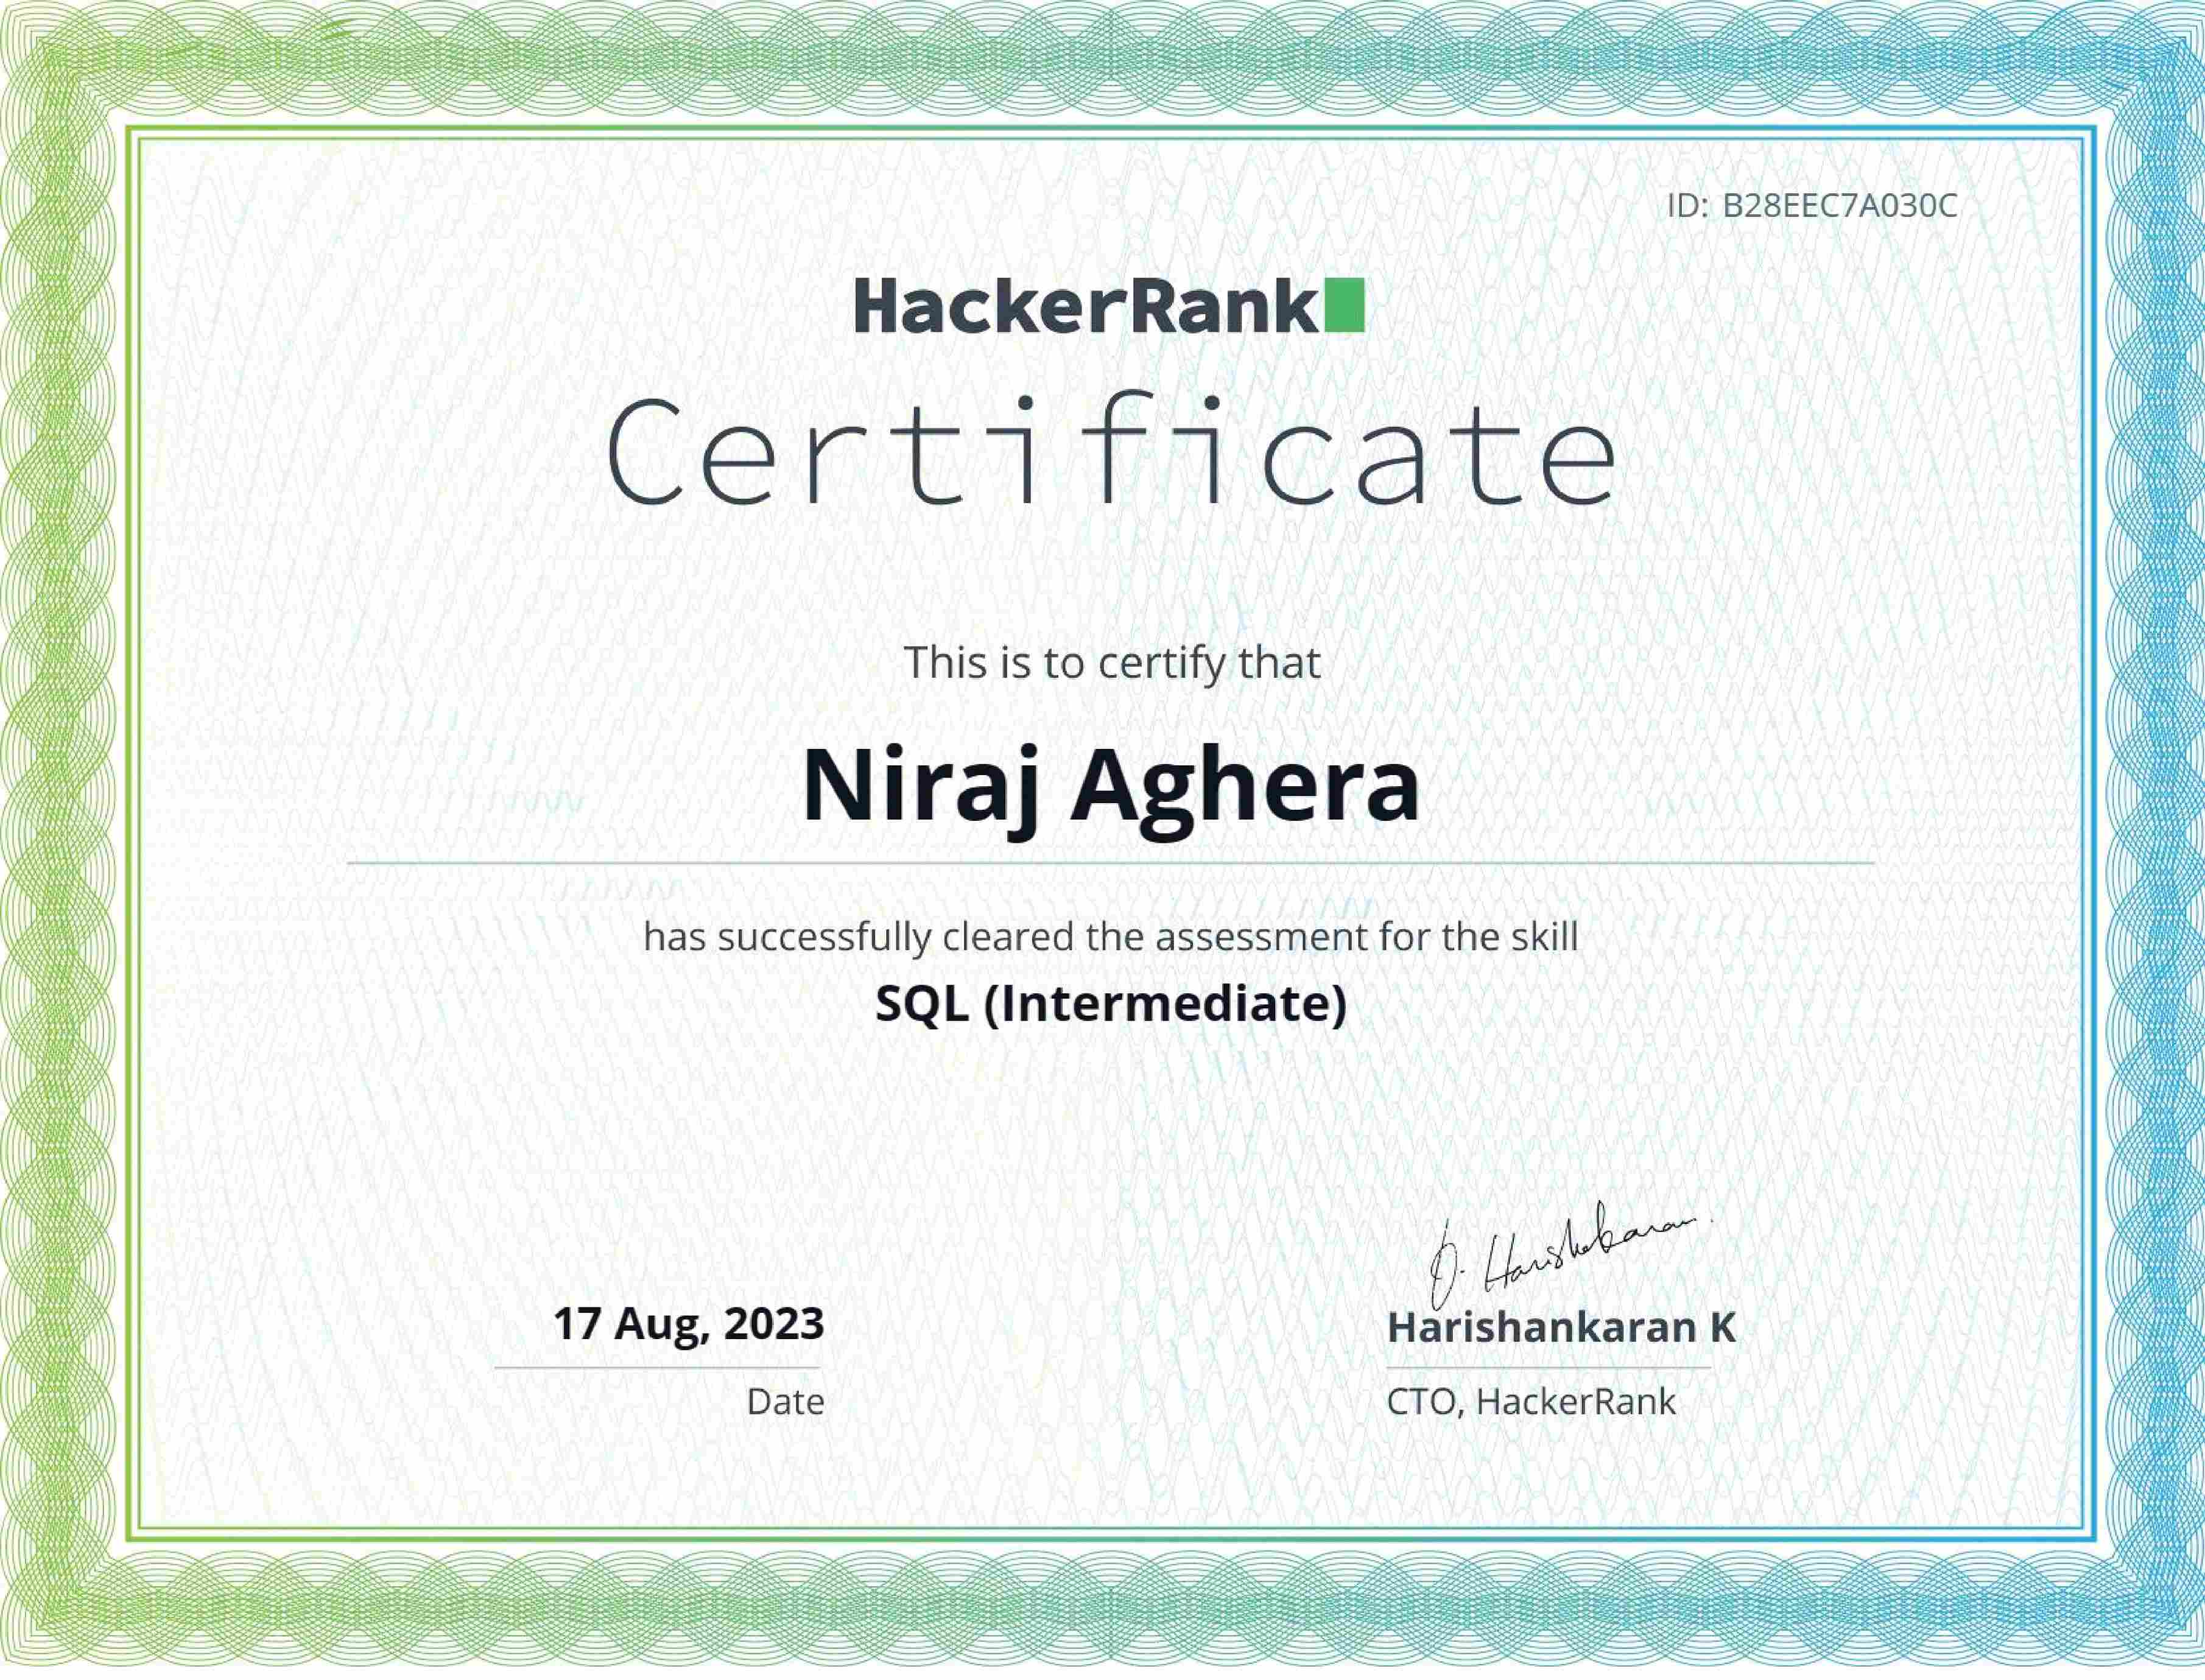 ID: B28EEC7A030C
HackerRank
Certificate
This is to certify that
Niraj Aghera
has successfully cleared the assessment for the skill
SQL (Intermediate)
17 Aug, 2023
Date
Harishankaran K
CTO, HackerRank